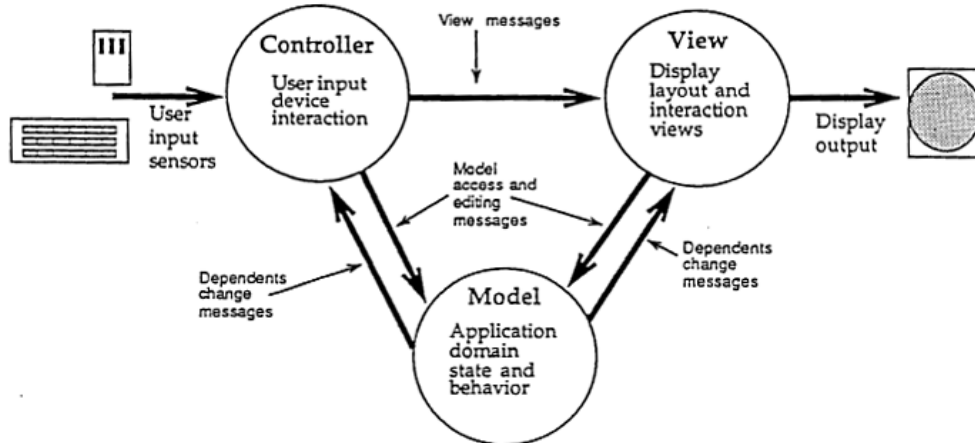 View messages
Controller
User input
device
interaction
View
Display
layout and
interaction
views
User
input
sensors
Display
output
Model
access and
editing
messages
Dependents
change
messages
Dependents
change
messages
Model
Application
domain
state and
behavior